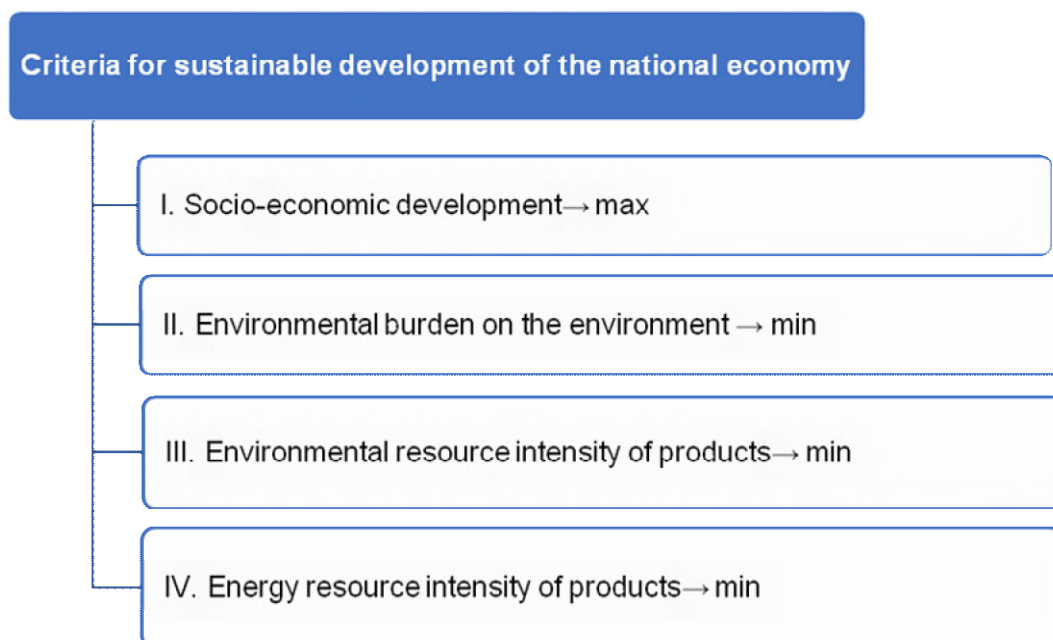 Criteria for sustainable development of the national economy
I. Socio-economic development→ max
II. Environmental burden on the environment → min
III. Environmental resource intensity of products→ min
IV. Energy resource intensity of products→ min